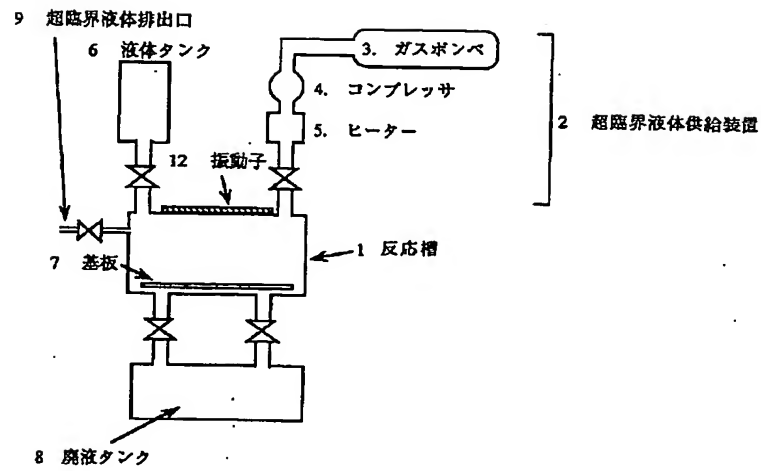 9 超臨界液体排出口
6 液体タンク
3. ガスボンベ
4. コンプレッサ
5. ヒーター
2 超臨界液体供給装置
12 振動子
7 基板
1 反応槽
8 廃液タンク